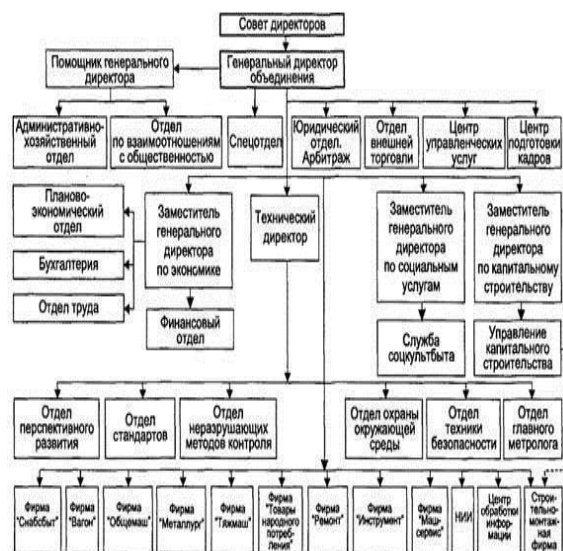 Совет директоров
Помощник генерального
директора
Генеральный директор
объединения
Административно-
хозяйственный
отдел
Отдел
по взаимоотношениям
с общественностью
Спецотдел
Юридический
отдел.
Арбитраж
Отдел
внешней
торговли
Центр
управленческих
услуг
Центр
подготовки
кадров
Планово-
экономический
отдел
Бухгалтерия
Отдел труда
Заместитель
генерального
директора
по экономике
Финансовый
отдел
Технический
директор
Заместитель
генерального
директора
по социальным
услугам
Служба
соцкультбыта
Заместитель
генерального
директора
по капитальному
строительству
Управление
капитального
строительства
Отдел
перспективного
развития
Отдел
стандартов
Отдел
неразрушающих
методов контроля
Отдел охраны
окружающей
среды
Отдел
техники
безопасности
Отдел
главного
метролога
Фирма
"Снабсбыт"
Фирма
"Вагон"
Фирма
"Общемаш"
Фирма
"Металлург"
Фирма
"Тяжмаш"
Фирма
"Товары
народного
потреб-
ления"
Фирма
"Ремонт"
Фирма
"Инструмент"
Фирма
"Маш-
сервис"
НИИ
Центр
обработки
инфор-
мации
Строи-
тельно-
монтаж-
ная
фирма